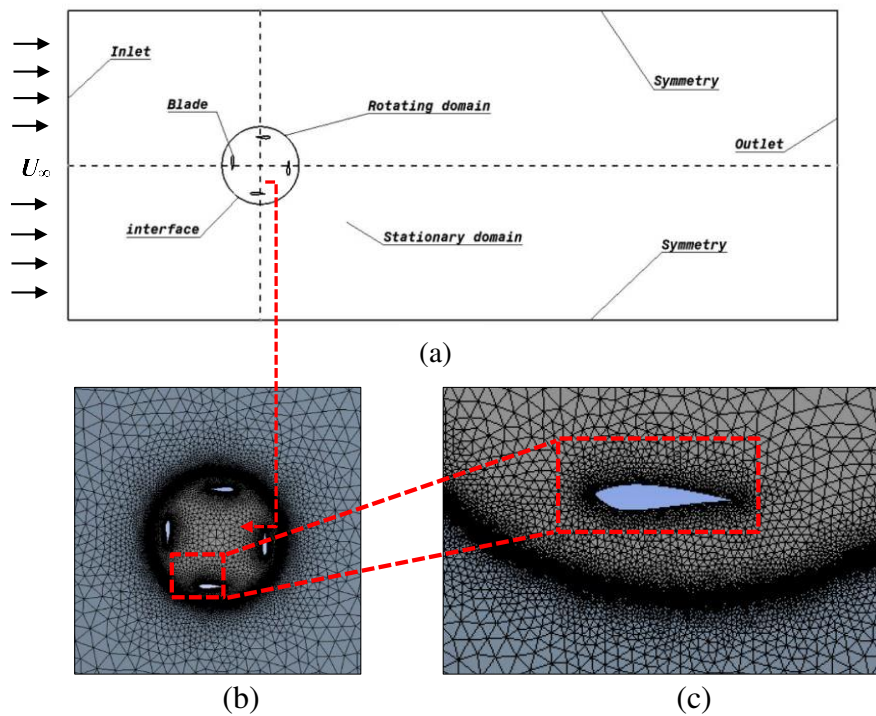 Inlet
Symmetry
Blade
Rotating domain
Outlet
U∞
interface
Stationary domain
Symmetry
(a)
(b)
(c)